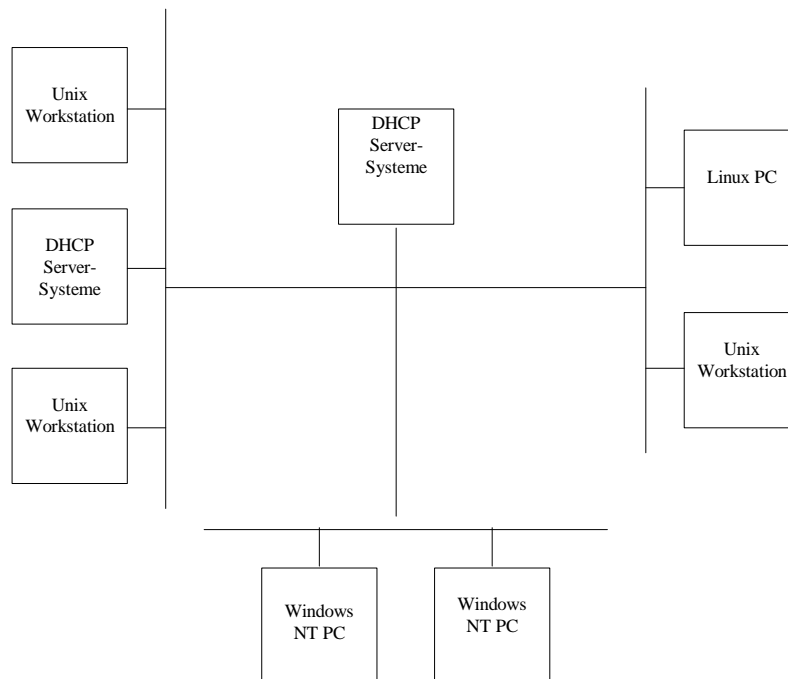 Unix
Workstation
DHCP
Server-
Systeme
Unix
Workstation
DHCP
Server-
Systeme
Linux PC
Unix
Workstation
Windows
NT PC
Windows
NT PC